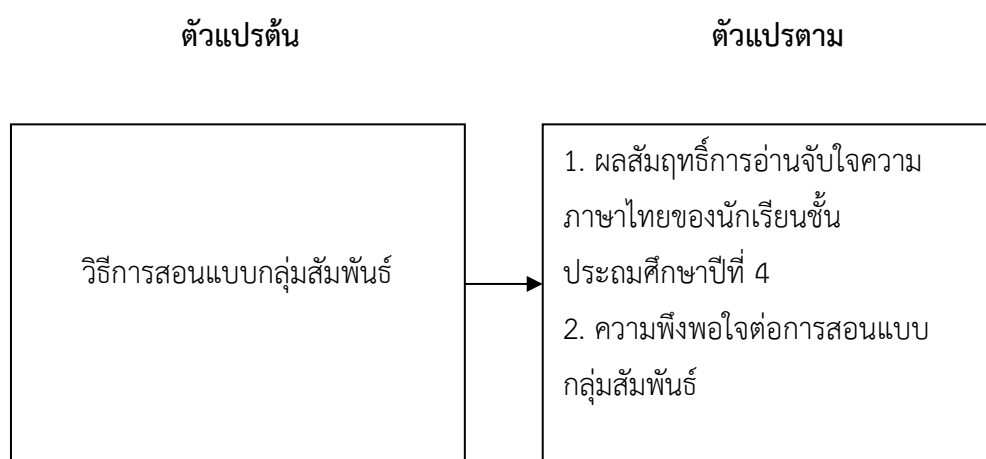 ตัวแปรต้น
ตัวแปรตาม
วิธีการสอนแบบกลุ่มสัมพันธ์
1. ผลสัมฤทธิ์การอ่านจับใจความ
ภาษาไทยของนักเรียนชั้น
ประถมศึกษาปีที่ 4
2. ความพึงพอใจต่อการสอนแบบ
กลุ่มสัมพันธ์